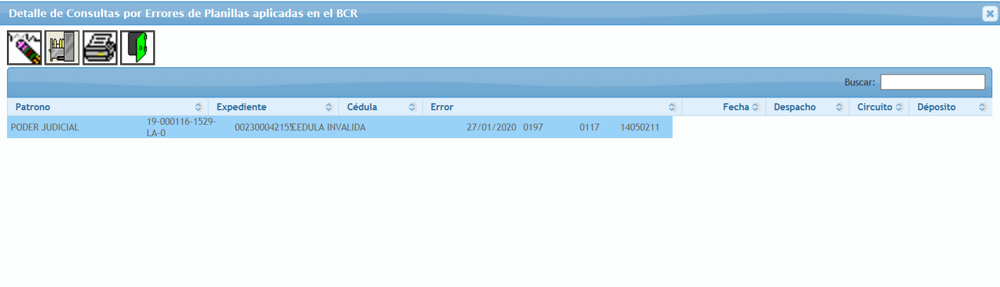 Detalle de Consultas por Errores de Planillas aplicadas en el BCR
Buscar:
Patrono Expediente Cédula Error Fecha Despacho Circuito Déposito
PODER JUDICIAL 19-000116-1529-
LA-0 002300042155 CEDULA INVALIDA 27/01/2020 0197 0117 14050211